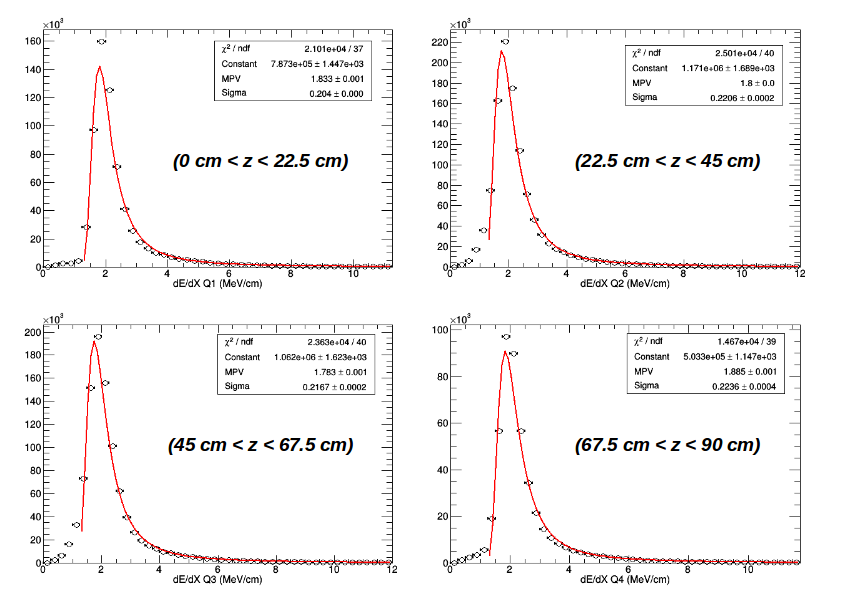 ×10³
160
140
120
100
80
60
40
20
0
0 2 4 6 8 10
dE/dX Q1 (MeV/cm)
χ² / ndf 2.101e+04 / 37
Constant 7.873e+05 ± 1.447e+03
MPV 1.833 ± 0.001
Sigma 0.204 ± 0.000
(0 cm < z < 22.5 cm)
×10³
220
200
180
160
140
120
100
80
60
40
20
0
0 2 4 6 8 10 12
dE/dX Q2 (MeV/cm)
χ² / ndf 2.501e+04 / 40
Constant 1.171e+06 ± 1.689e+03
MPV 1.8 ± 0.0
Sigma 0.2206 ± 0.0002
(22.5 cm < z < 45 cm)
×10³
200
180
160
140
120
100
80
60
40
20
0
0 2 4 6 8 10 12
dE/dX Q3 (MeV/cm)
χ² / ndf 2.363e+04 / 40
Constant 1.062e+06 ± 1.623e+03
MPV 1.783 ± 0.001
Sigma 0.2167 ± 0.0002
(45 cm < z < 67.5 cm)
×10³
100
80
60
40
20
0
0 2 4 6 8 10
dE/dX Q4 (MeV/cm)
χ² / ndf 1.467e+04 / 39
Constant 5.033e+05 ± 1.147e+03
MPV 1.885 ± 0.001
Sigma 0.2236 ± 0.0004
(67.5 cm < z < 90 cm)